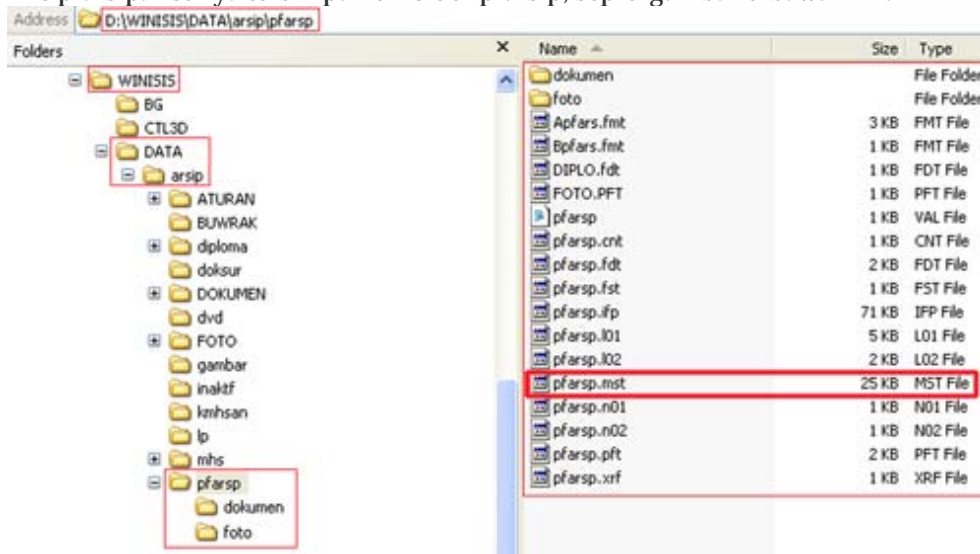 Address D:\WINISIS\DATA\arsip\pfarsp
Folders
WINISIS
BG
CTL3D
DATA
arsip
ATURAN
BUWRAK
diploma
doksur
DOKUMEN
dvd
FOTO
gambar
inaktf
kmhsan
lp
mhs
pfarsp
dokumen
foto
Name Size Type
dokumen File Folder
foto File Folder
Apfars.fmt 3 KB FMT File
Bpfars.fmt 1 KB FMT File
DIPLO.fdt 1 KB FDT File
FOTO.PFT 1 KB PFT File
pfarsp 1 KB VAL File
pfarsp.cnt 1 KB CNT File
pfarsp.fdt 2 KB FDT File
pfarsp.fst 1 KB FST File
pfarsp.ifp 71 KB IFP File
pfarsp.l01 5 KB L01 File
pfarsp.l02 2 KB L02 File
pfarsp.mst 25 KB MST File
pfarsp.n01 1 KB N01 File
pfarsp.n02 1 KB N02 File
pfarsp.pft 2 KB PFT File
pfarsp.xrf 1 KB XRF File